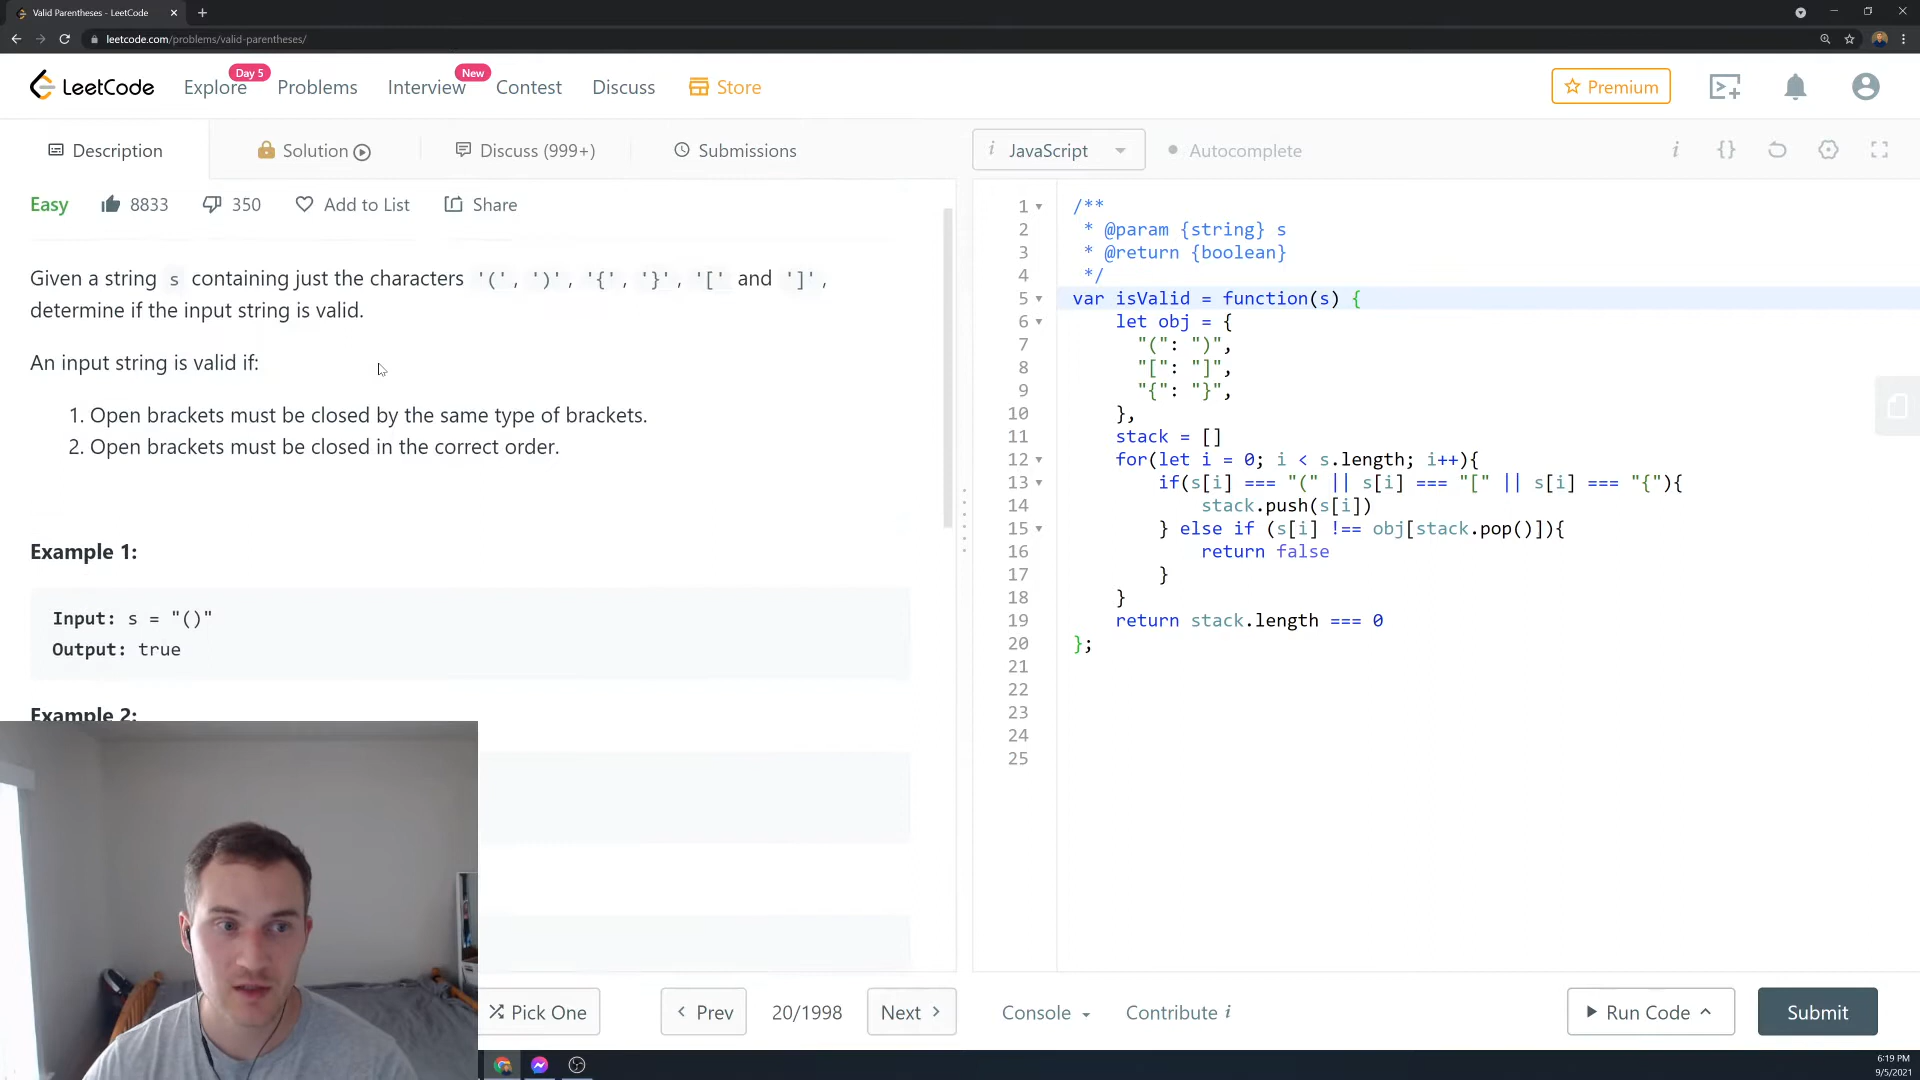 Valid Parentheses - LeetCode
leetcode.com/problems/valid-parentheses/
LeetCode
Explore
Day 5
Problems
Interview
New
Contest
Discuss
Store
Premium
Description
Solution
Discuss (999+)
Submissions
i JavaScript
Autocomplete
i {}
Easy
8833
350
Add to List
Share
Given a string s containing just the characters '(', ')', '{', '}', '[' and ']',
determine if the input string is valid.
An input string is valid if:
1. Open brackets must be closed by the same type of brackets.
2. Open brackets must be closed in the correct order.
Example 1:
Input: s = "()"
Output: true
Example 2:
1 /**
2 * @param {string} s
3 * @return {boolean}
4 */
5 var isValid = function(s) {
6 let obj = {
7 "(": ")",
8 "[": "]",
9 "{": "}",
10 },
11 stack = []
12 for(let i = 0; i < s.length; i++){
13 if(s[i] === "(" || s[i] === "[" || s[i] === "{"){
14 stack.push(s[i])
15 } else if (s[i] !== obj[stack.pop()]){
16 return false
17 }
18 }
19 return stack.length === 0
20 };
21
22
23
24
25
Pick One
Prev
20/1998
Next
Console
Contribute i
Run Code
Submit
6:19 PM
9/5/2021